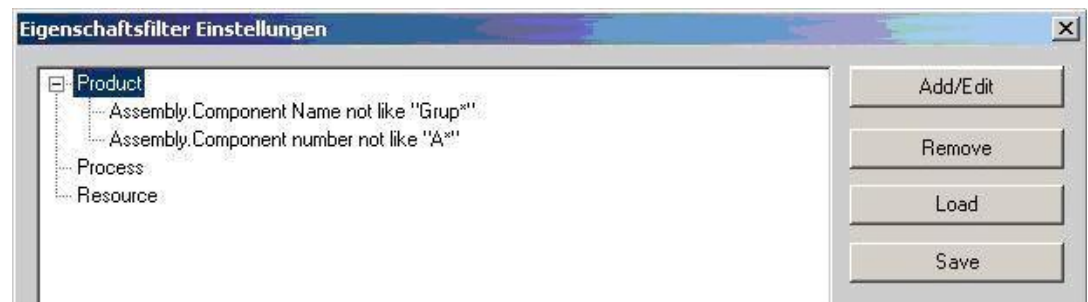 Eigenschaftsfilter Einstellungen
Product
Assembly.Component Name not like "Grup*"
Assembly.Component number not like "A*"
Process
Resource
Add/Edit
Remove
Load
Save